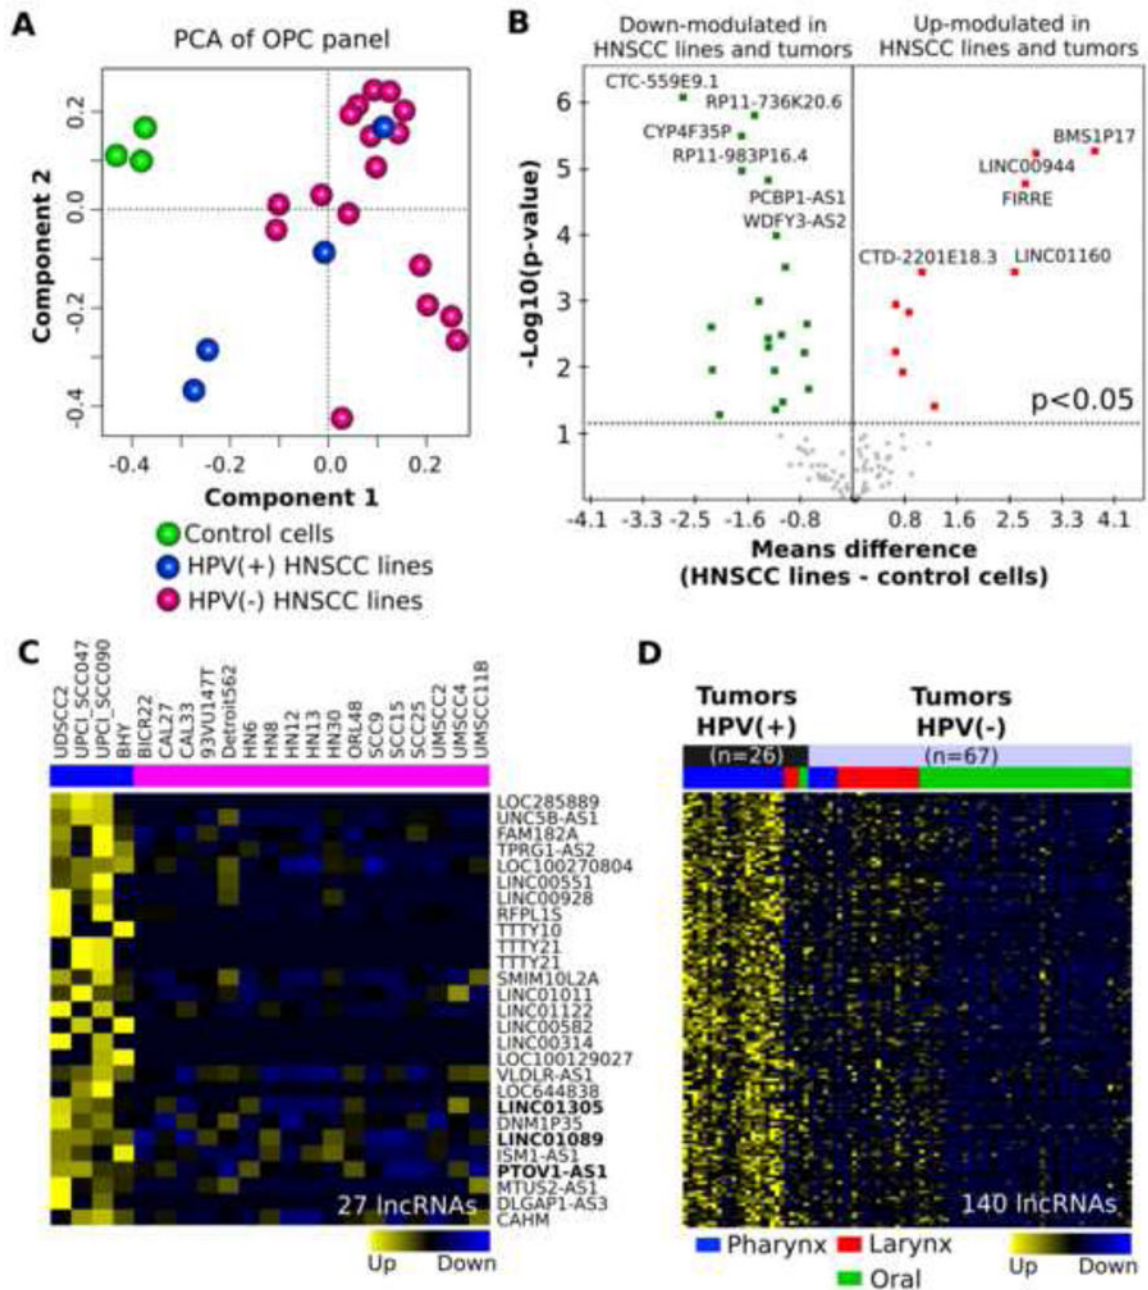 A
PCA of OPC panel
Component 2
0.2
0.0
-0.2
-0.4
-0.4
-0.2
0.0
0.2
Component 1
Control cells
HPV(+) HNSCC lines
HPV(-) HNSCC lines
B
Down-modulated in
HNSCC lines and tumors
Up-modulated in
HNSCC lines and tumors
-Log10(p-value)
6
5
4
3
2
1
CTC-559E9.1
RP11-736K20.6
CYP4F35P
RP11-983P16.4
PCBP1-AS1
WDFY3-AS2
BMS1P17
LINC00944
FIRRE
CTD-2201E18.3
LINC01160
p<0.05
-4.1
-3.3
-2.5
-1.6
-0.8
0.8
1.6
2.5
3.3
4.1
Means difference
(HNSCC lines - control cells)
C
UDSCC2
UPCI_SCC047
UPCI_SCC090
BHY
BICR22
CAL27
CAL33
93VU147T
Detroit562
HN6
HN8
HN12
HN13
HN30
ORL48
SCC9
SCC15
SCC25
UMSCC2
UMSCC4
UMSCC11B
LOC285889
UNC5B-AS1
FAM182A
TPRG1-AS2
LOC100270804
LINC00551
LINC00928
RFPL1S
TTTY10
TTTY21
TTTY21
SMIM10L2A
LINC01011
LINC01122
LINC00582
LINC00314
LOC100129027
VLDLR-AS1
LOC644838
LINC01305
DNM1P35
LINC01089
ISM1-AS1
PTOV1-AS1
MTUS2-AS1
DLGAP1-AS3
CAHM
27 lncRNAs
Up
Down
D
Tumors
HPV(+)
(n=26)
Tumors
HPV(-)
(n=67)
140 lncRNAs
Pharynx
Larynx
Oral
Up
Down